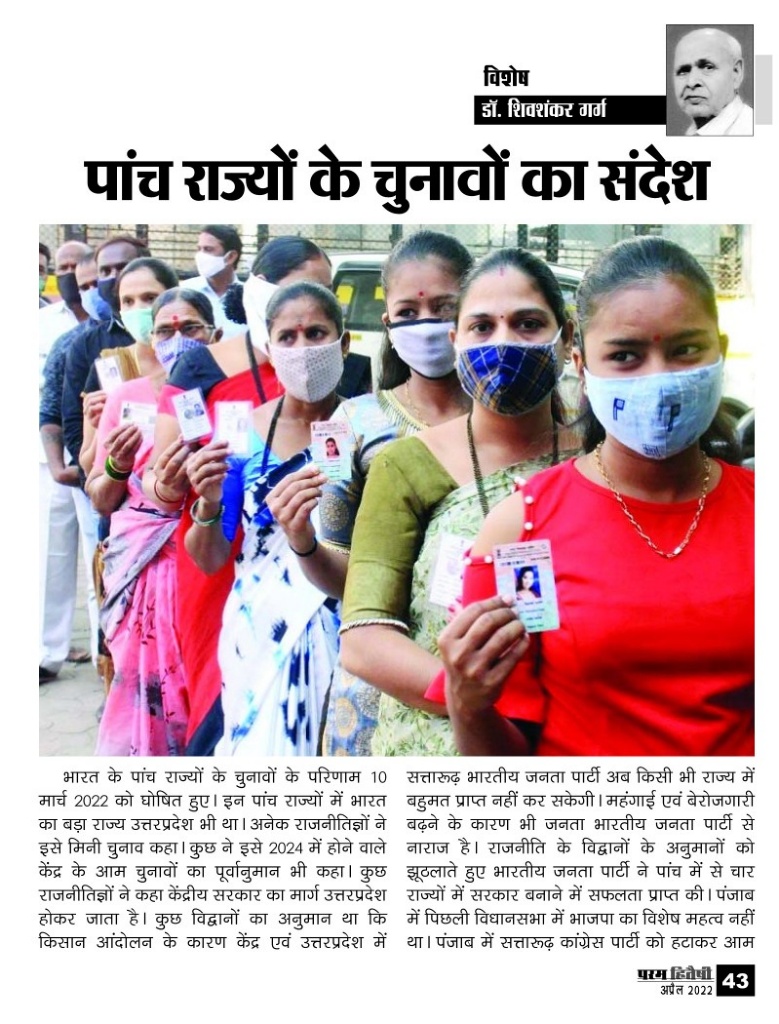 विशेष
डॉ. शिवशंकर गर्ग
पांच राज्यों के चुनावों का संदेश
भारत के पांच राज्यों के चुनावों के परिणाम 10
मार्च 2022 को घोषित हुए। इन पांच राज्यों में भारत
का बड़ा राज्य उत्तरप्रदेश भी था। अनेक राजनीतिज्ञों ने
इसे मिनी चुनाव कहा। कुछ ने इसे 2024 में होने वाले
केंद्र के आम चुनावों का पूर्वानुमान भी कहा। कुछ
राजनीतिज्ञों ने कहा केंद्रीय सरकार का मार्ग उत्तरप्रदेश
होकर जाता है। कुछ विद्वानों का अनुमान था कि
किसान आंदोलन के कारण केंद्र एवं उत्तरप्रदेश में
सत्तारूढ़ भारतीय जनता पार्टी अब किसी भी राज्य में
बहुमत प्राप्त नहीं कर सकेगी। महंगाई एवं बेरोजगारी
बढ़ने के कारण भी जनता भारतीय जनता पार्टी से
नाराज है। राजनीति के विद्वानों के अनुमानों को
झूठलाते हुए भारतीय जनता पार्टी ने पांच में से चार
राज्यों में सरकार बनाने में सफलता प्राप्त की। पंजाब
में पिछली विधानसभा में भाजपा का विशेष महत्व नहीं
था। पंजाब में सत्तारूढ़ कांग्रेस पार्टी को हटाकर आम
परम हितैषी
अप्रैल 2022 43